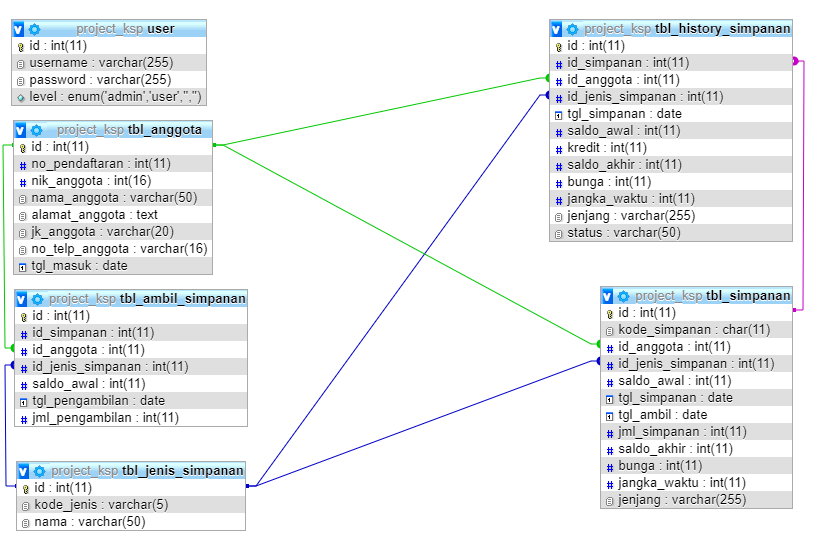 project_ksp user
id : int(11)
username : varchar(255)
password : varchar(255)
level : enum('admin','user','','')
project_ksp tbl_anggota
id : int(11)
no_pendaftaran : int(11)
nik_anggota : int(16)
nama_anggota : varchar(50)
alamat_anggota : text
jk_anggota : varchar(20)
no_telp_anggota : varchar(16)
tgl_masuk : date
project_ksp tbl_ambil_simpanan
id : int(11)
id_simpanan : int(11)
id_anggota : int(11)
id_jenis_simpanan : int(11)
saldo_awal : int(11)
tgl_pengambilan : date
jml_pengambilan : int(11)
project_ksp tbl_jenis_simpanan
id : int(11)
kode_jenis : varchar(5)
nama : varchar(50)
project_ksp tbl_history_simpanan
id : int(11)
id_simpanan : int(11)
id_anggota : int(11)
id_jenis_simpanan : int(11)
tgl_simpanan : date
saldo_awal : int(11)
kredit : int(11)
saldo_akhir : int(11)
bunga : int(11)
jangka_waktu : int(11)
jenjang : varchar(255)
status : varchar(50)
project_ksp tbl_simpanan
id : int(11)
kode_simpanan : char(11)
id_anggota : int(11)
id_jenis_simpanan : int(11)
saldo_awal : int(11)
tgl_simpanan : date
tgl_ambil : date
jml_simpanan : int(11)
saldo_akhir : int(11)
bunga : int(11)
jangka_waktu : int(11)
jenjang : varchar(255)